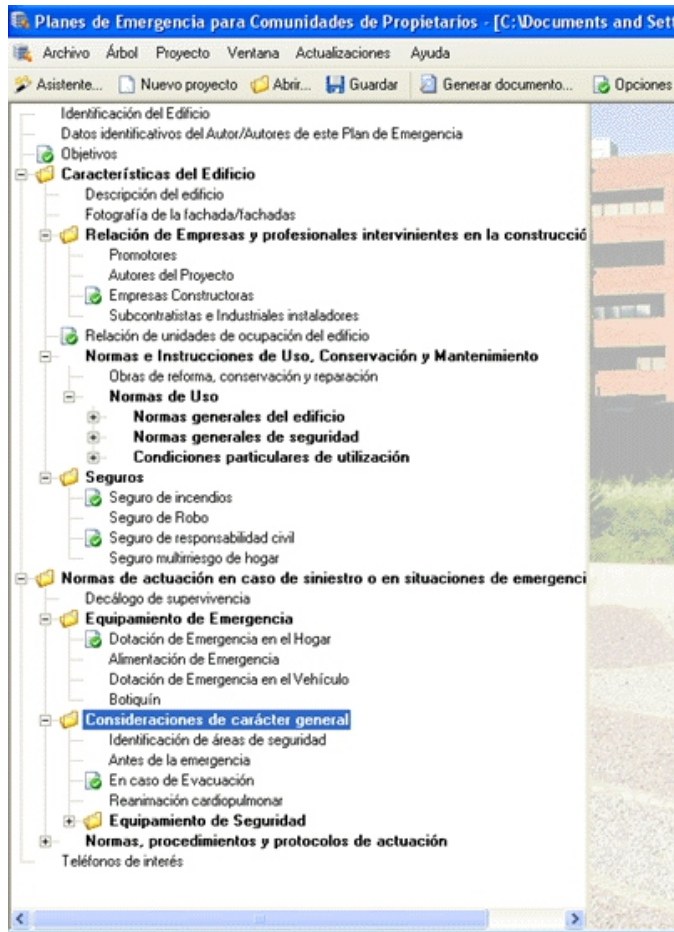 Planes de Emergencia para Comunidades de Propietarios - [C:\Documents and Sett
Archivo Árbol Proyecto Ventana Actualizaciones Ayuda
Asistente... Nuevo proyecto Abrir... Guardar Generar documento... Opciones
Identificación del Edificio
Datos identificativos del Autor/Autores de este Plan de Emergencia
Objetivos
Características del Edificio
Descripción del edificio
Fotografía de la fachada/fachadas
Relación de Empresas y profesionales intervinientes en la construcció
Promotores
Autores del Proyecto
Empresas Constructoras
Subcontratistas e Industriales instaladores
Relación de unidades de ocupación del edificio
Normas e Instrucciones de Uso, Conservación y Mantenimiento
Obras de reforma, conservación y reparación
Normas de Uso
Normas generales del edificio
Normas generales de seguridad
Condiciones particulares de utilización
Seguros
Seguro de incendios
Seguro de Robo
Seguro de responsabilidad civil
Seguro multirriesgo de hogar
Normas de actuación en caso de siniestro o en situaciones de emergenci
Decálogo de supervivencia
Equipamiento de Emergencia
Dotación de Emergencia en el Hogar
Alimentación de Emergencia
Dotación de Emergencia en el Vehículo
Botiquín
Consideraciones de carácter general
Identificación de áreas de seguridad
Antes de la emergencia
En caso de Evacuación
Reanimación cardiopulmonar
Equipamiento de Seguridad
Normas, procedimientos y protocolos de actuación
Teléfonos de interés